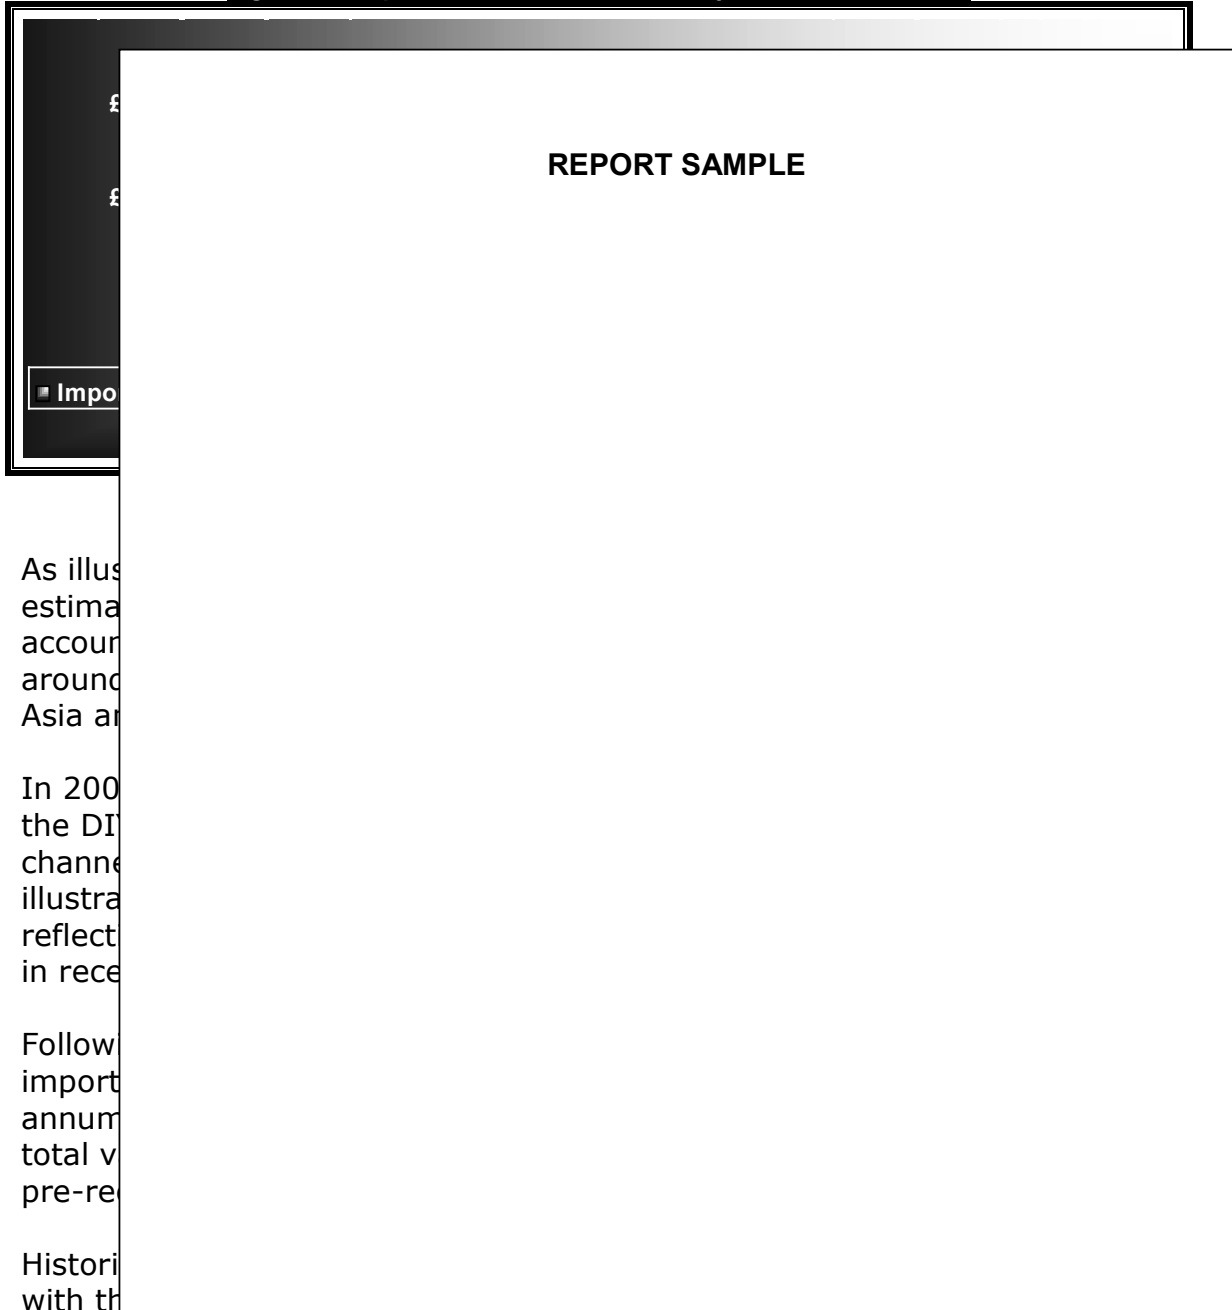 £
REPORT SAMPLE
£
Impo
As illus
estima
accour
around
Asia ar
In 200
the DI
channe
illustra
reflect
in rece
Followi
import
annum
total v
pre-re
Histori
with th